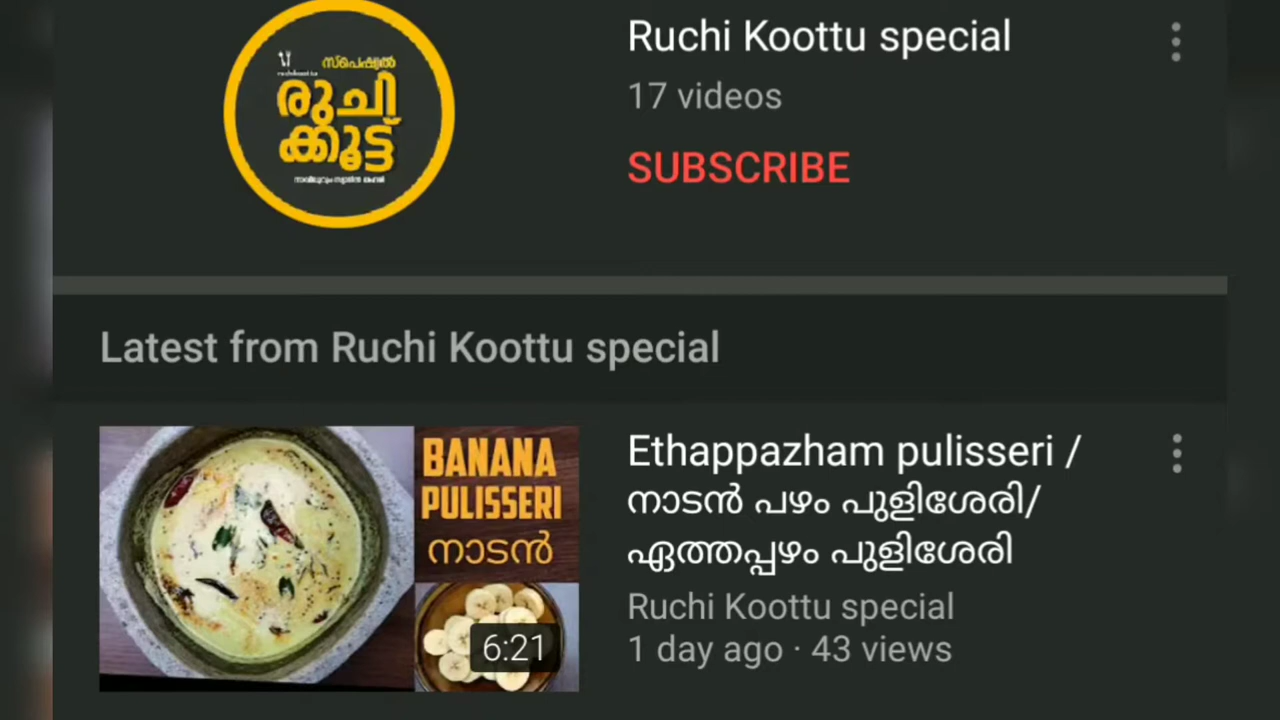 സ്പെഷ്യൽ
രുചി
ക്കൂട്ട്
Ruchi Koottu special
17 videos
SUBSCRIBE
Latest from Ruchi Koottu special
BANANA
PULISSERI
നാടൻ
6:21
Ethappazham pulisseri /
നാടൻ പഴം പുളിശേരി/
ഏത്തപ്പഴം പുളിശേരി
Ruchi Koottu special
1 day ago · 43 views